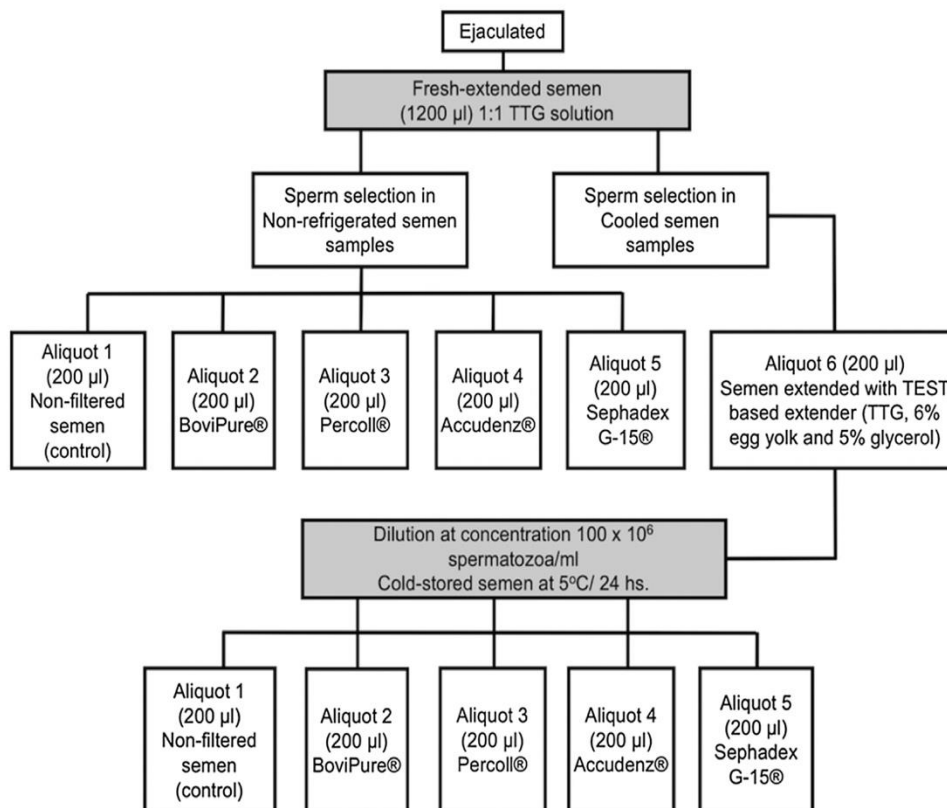 Ejaculated
Fresh-extended semen
(1200 µl) 1:1 TTG solution
Sperm selection in
Non-refrigerated semen
samples
Sperm selection in
Cooled semen
samples
Aliquot 1
(200 µl)
Non-filtered
semen
(control)
Aliquot 2
(200 µl)
BoviPure®
Aliquot 3
(200 µl)
Percoll®
Aliquot 4
(200 µl)
Accudenz®
Aliquot 5
(200 µl)
Sephadex
G-15®
Aliquot 6 (200 µl)
Semen extended with TEST
based extender (TTG, 6%
egg yolk and 5% glycerol)
Dilution at concentration 100 x 10⁶
spermatozoa/ml
Cold-stored semen at 5ºC/ 24 hs.
Aliquot 1
(200 µl)
Non-filtered
semen
(control)
Aliquot 2
(200 µl)
BoviPure®
Aliquot 3
(200 µl)
Percoll®
Aliquot 4
(200 µl)
Accudenz®
Aliquot 5
(200 µl)
Sephadex
G-15®